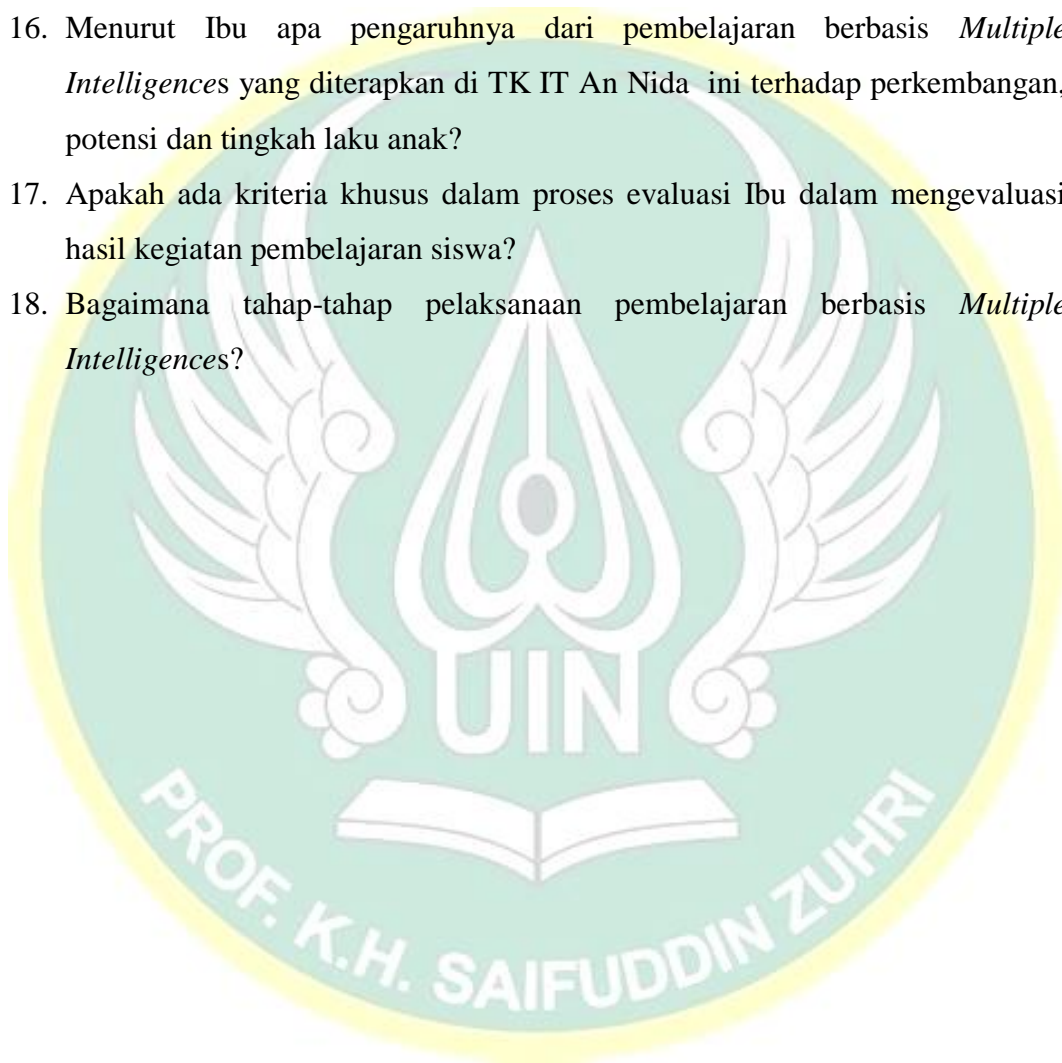 16. Menurut Ibu apa pengaruhnya dari pembelajaran berbasis Multiple
Intelligences yang diterapkan di TK IT An Nida ini terhadap perkembangan,
potensi dan tingkah laku anak?
17. Apakah ada kriteria khusus dalam proses evaluasi Ibu dalam mengevaluasi
hasil kegiatan pembelajaran siswa?
18. Bagaimana tahap-tahap pelaksanaan pembelajaran berbasis Multiple
Intelligences?
UIN
PROF. K.H. SAIFUDDIN ZUHRI